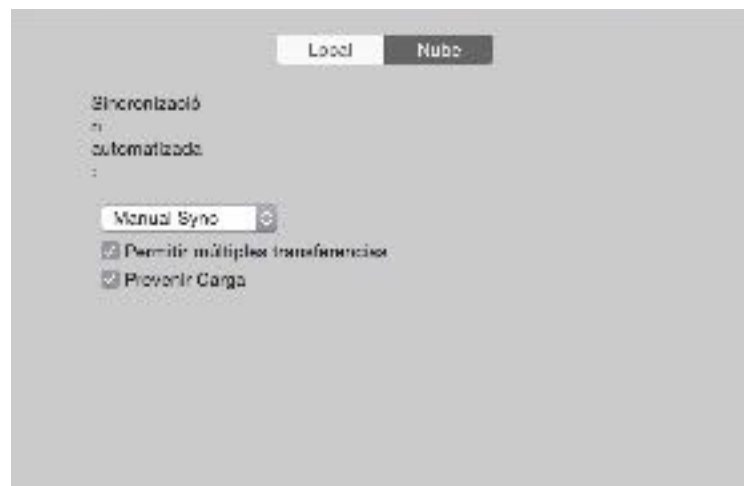 Local Nube
Sincronizació
n
automatizada
:
Manual Sync
Permitir múltiples transferencias
Prevenir Carga